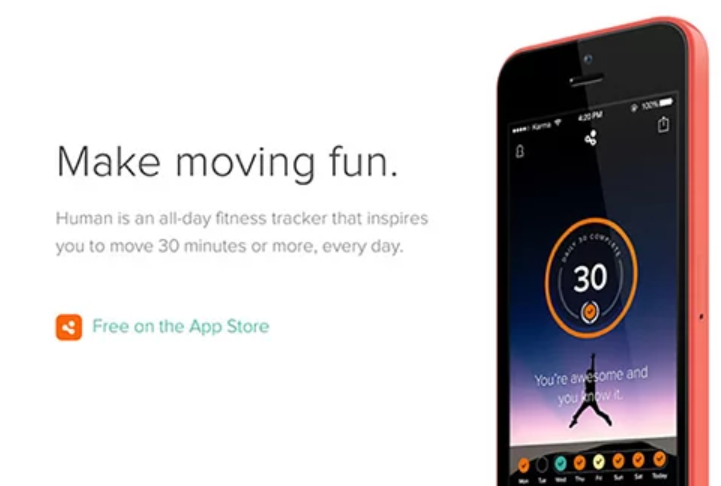 Make moving fun.
Human is an all-day fitness tracker that inspires
you to move 30 minutes or more, every day.
Free on the App Store
Karma 4:20 PM 100%
DAILY 30 COMPLETE
30
You're awesome and
you know it.
Mon Tue Wed Thu Fri Sun Sat Today